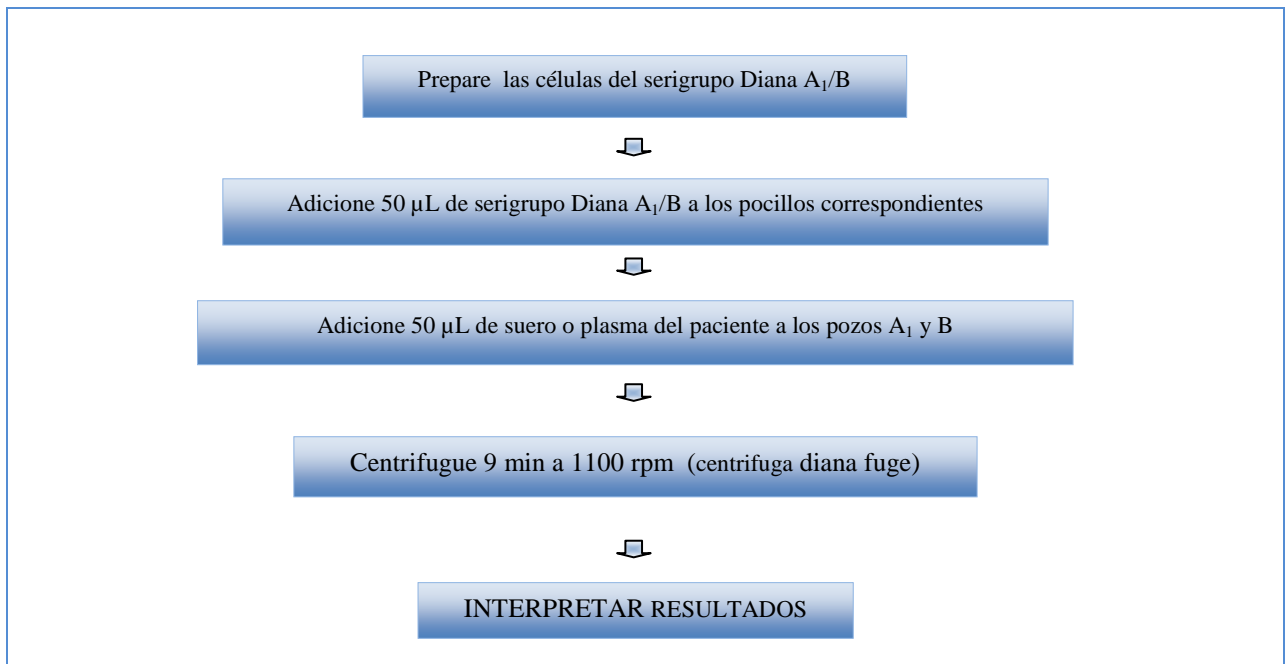 Prepare las células del serigrupo Diana A₁/B
Adicione 50 µL de serigrupo Diana A₁/B a los pocillos correspondientes
Adicione 50 µL de suero o plasma del paciente a los pozos A₁ y B
Centrifugue 9 min a 1100 rpm (centrifuga diana fuge)
INTERPRETAR RESULTADOS